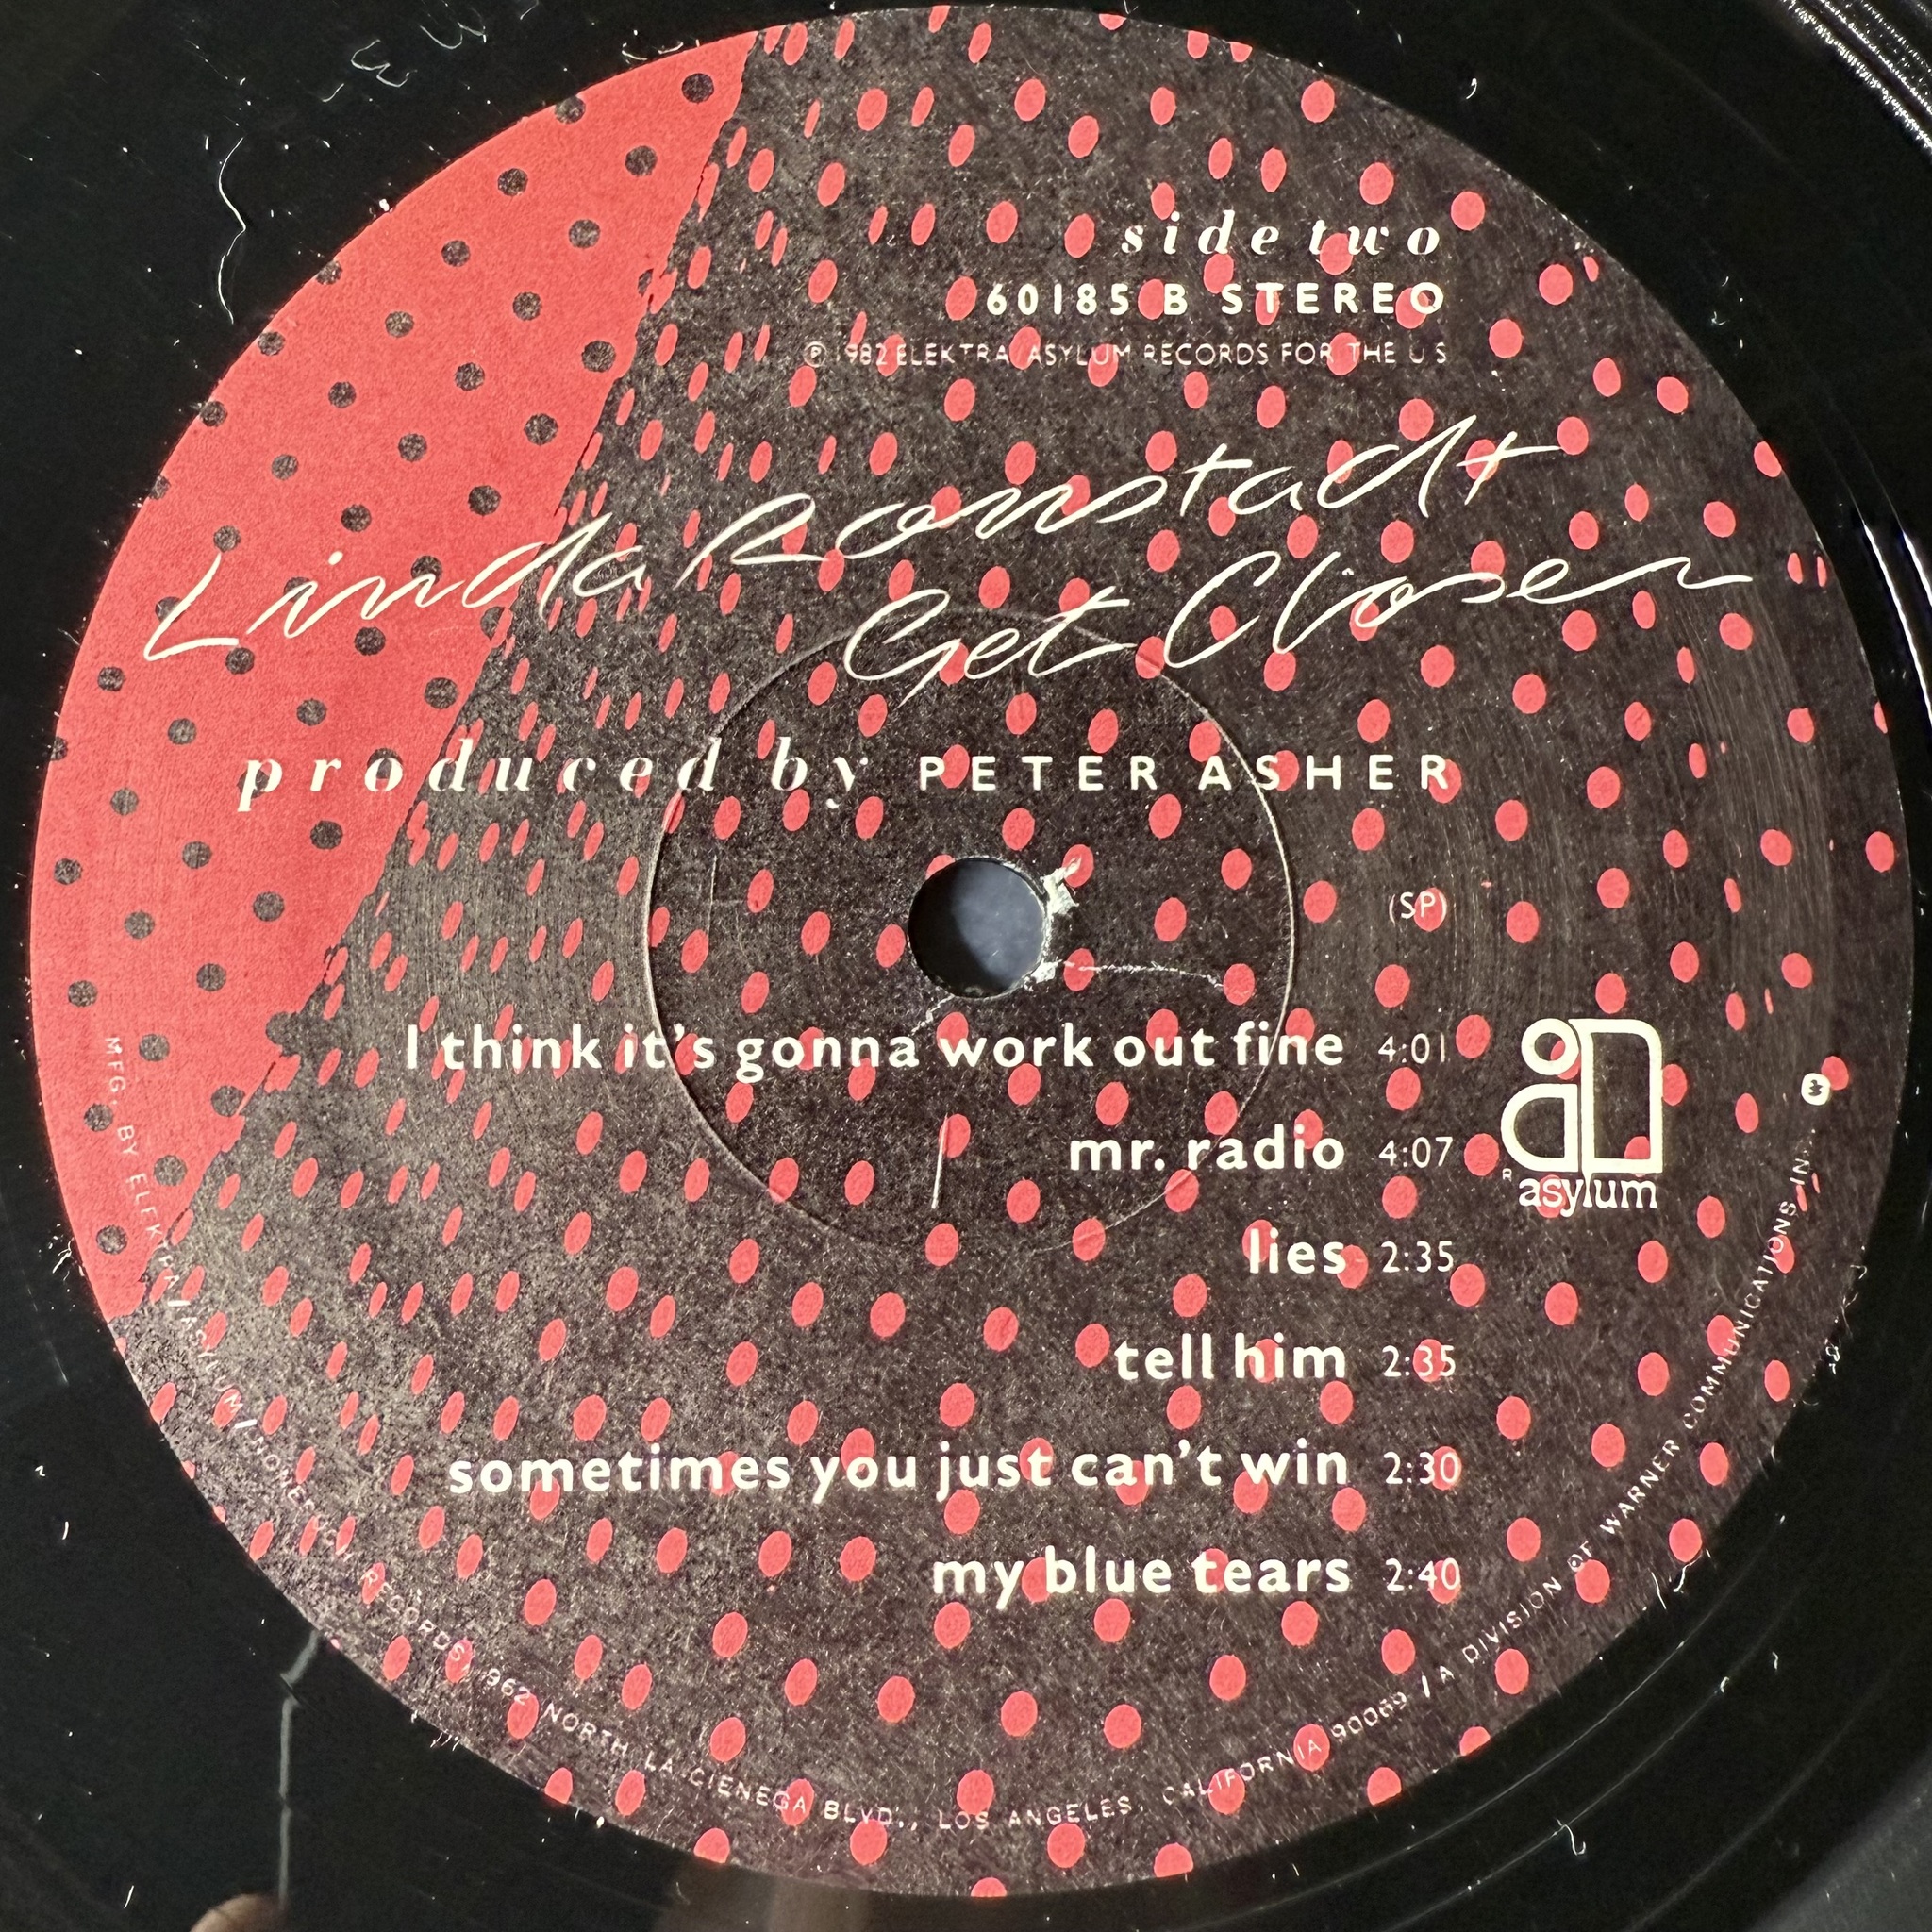 side two
60185 B STEREO
Ⓟ 1982 ELEKTRA/ASYLUM RECORDS FOR THE U S
Linda Ronstadt
Get Closer
produced by PETER ASHER
(SP)
I think it's gonna work out fine 4:01
mr. radio 4:07
lies 2:35
tell him 2:35
sometimes you just can't win 2:30
my blue tears 2:40
R asylum
MFG. BY ELEKTRA/ASYLUM/NONESUCH RECORDS, 962 NORTH LA CIENEGA BLVD., LOS ANGELES, CALIFORNIA 90069 / A DIVISION OF WARNER COMMUNICATIONS IN